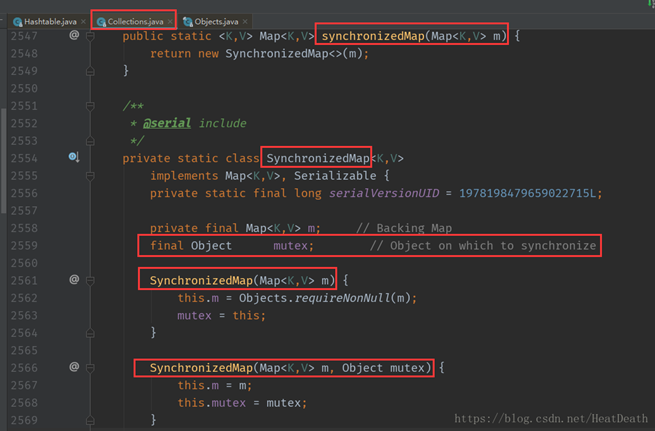 Hashtable.java × Collections.java × Objects.java ×
2547 @ public static <K,V> Map<K,V> synchronizedMap(Map<K,V> m) {
2548 return new SynchronizedMap<>(m);
2549 }
2550
2551 /**
2552 * @serial include
2553 */
2554 private static class SynchronizedMap<K,V>
2555 implements Map<K,V>, Serializable {
2556 private static final long serialVersionUID = 1978198479659022715L;
2557
2558 private final Map<K,V> m; // Backing Map
2559 final Object mutex; // Object on which to synchronize
2560
2561 @ SynchronizedMap(Map<K,V> m) {
2562 this.m = Objects.requireNonNull(m);
2563 mutex = this;
2564 }
2565
2566 @ SynchronizedMap(Map<K,V> m, Object mutex) {
2567 this.m = m;
2568 this.mutex = mutex;
2569 }
https://blog.csdn.net/HeatDeath